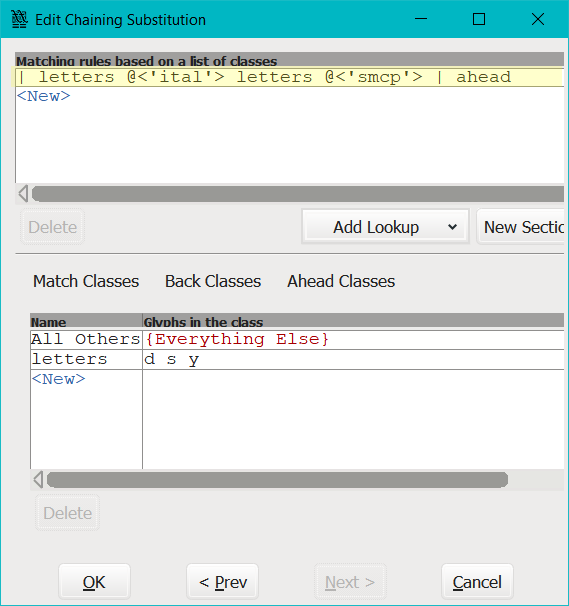 Edit Chaining Substitution
Matching rules based on a list of classes
| letters @<'ital'> letters @<'smcp'> | ahead
<New>
Delete
Add Lookup
New Sectio
Match Classes Back Classes Ahead Classes
Name Glyphs in the class
All Others {Everything Else}
letters d s y
<New>
Delete
OK
< Prev
Next >
Cancel